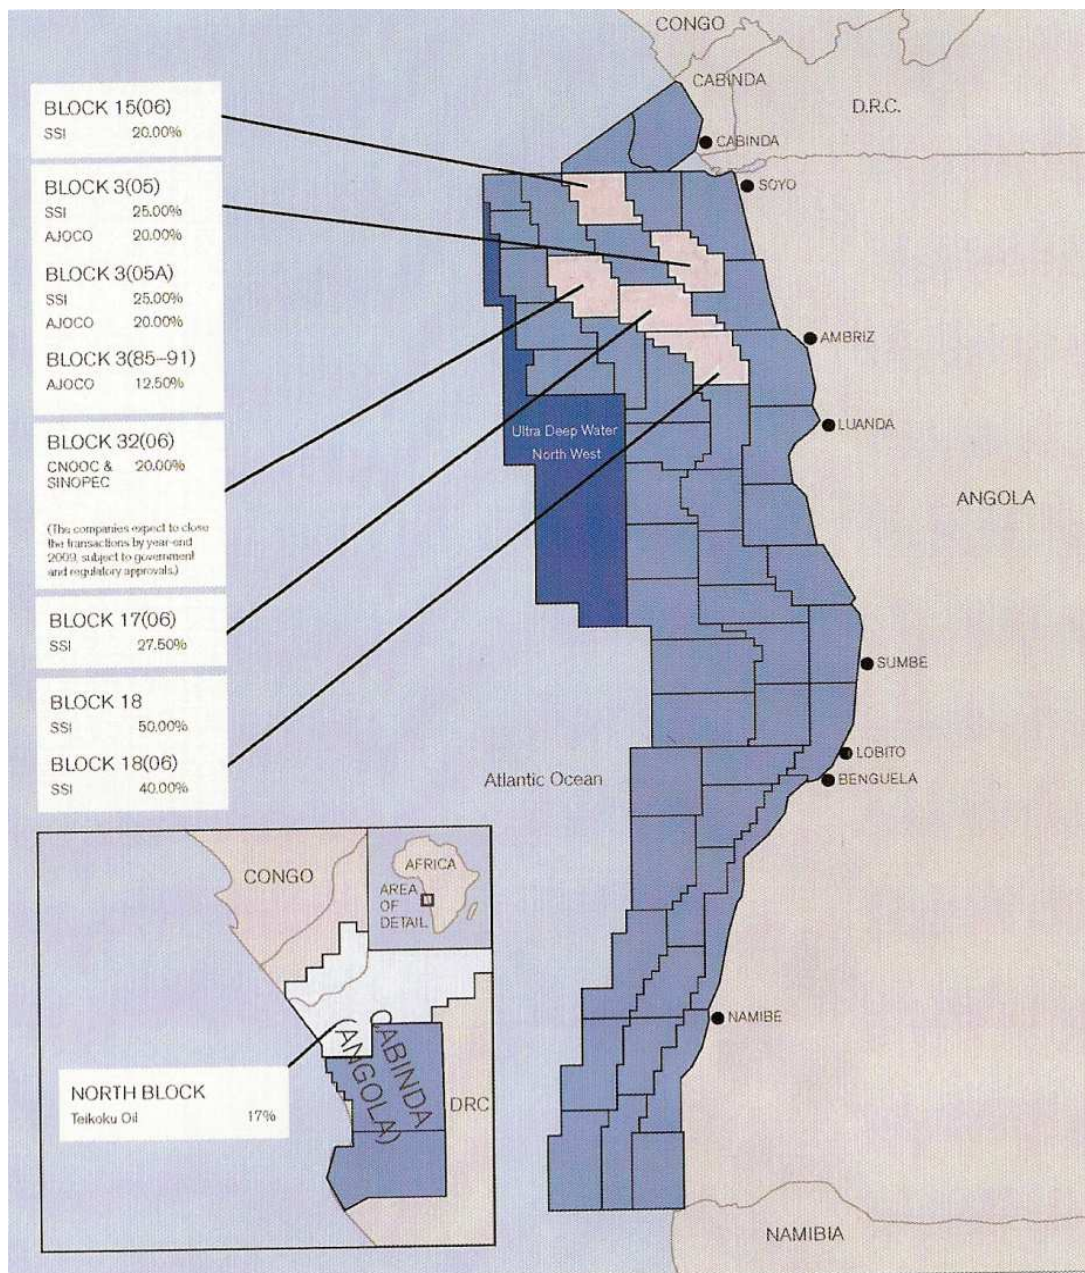 CONGO
CABINDA
D.R.C.
CABINDA
SOYO
BLOCK 15(06)
SSI 20.00%
BLOCK 3(05)
SSI 25.00%
AJOCO 20.00%
BLOCK 3(05A)
SSI 25.00%
AJOCO 20.00%
BLOCK 3(85–91)
AJOCO 12.50%
BLOCK 32(06)
CNOOC & 20.00%
SINOPEC
(The companies expect to close
the transactions by year-end
2009, subject to government
and regulatory approvals.)
BLOCK 17(06)
SSI 27.50%
BLOCK 18
SSI 50.00%
BLOCK 18(06)
SSI 40.00%
AMBRIZ
LUANDA
Ultra Deep Water
North West
ANGOLA
SUMBE
LOBITO
BENGUELA
Atlantic Ocean
NAMIBE
NAMIBIA
CONGO
AFRICA
AREA
OF
DETAIL
CABINDA
(ANGOLA)
DRC
NORTH BLOCK
Teikoku Oil 17%